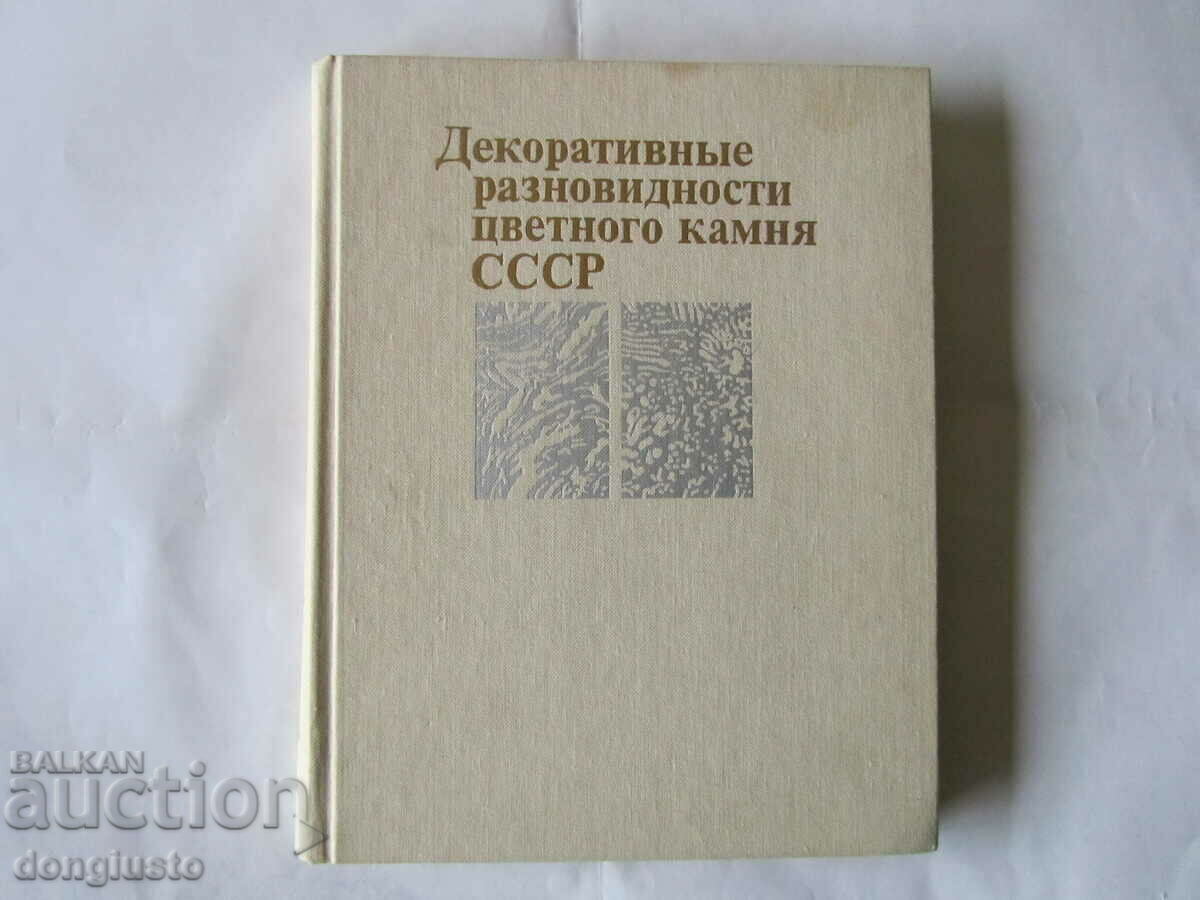 Декоративные
разновидности
цветного камня
СССР
BALKAN
auction
dongiusto